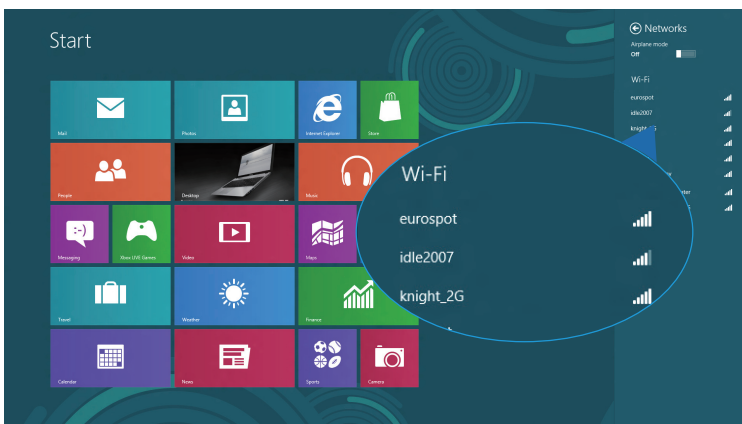 Start
Mail
Photos
Internet Explorer
Store
People
Desktop
Music
Messaging
Xbox LIVE Games
Video
Maps
Travel
Weather
Finance
Calendar
News
Sports
Camera
Networks
Airplane mode
Off
Wi-Fi
eurospot
idle2007
Wi-Fi
eurospot
idle2007
knight_2G